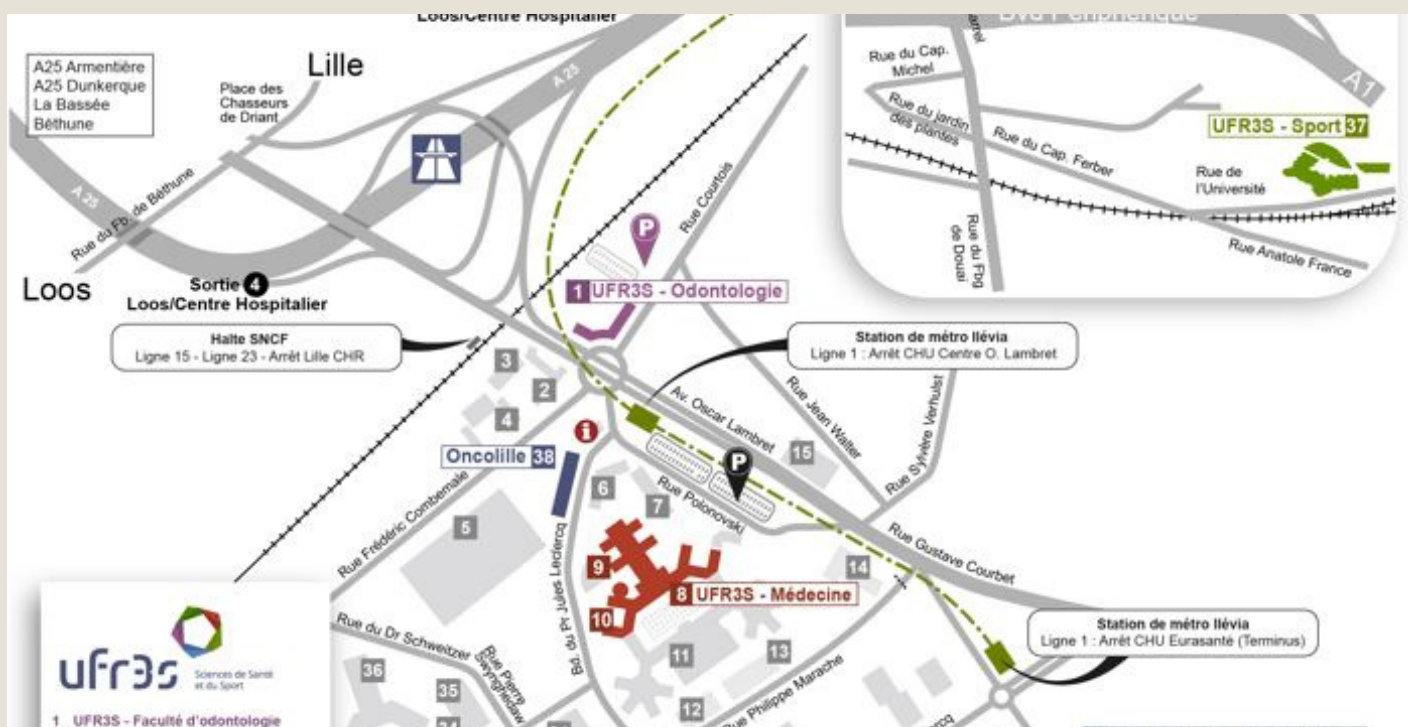 Loos/Centre Hospitalier
A25 Armentière
A25 Dunkerque
La Bassée
Béthune
Lille
Place des
Chasseurs
de Driant
A 25
A 25
Rue du Fb. de Béthune
Loos
Sortie 4
Loos/Centre Hospitalier
Halte SNCF
Ligne 15 - Ligne 23 - Arrêt Lille CHR
P
Rue Courtois
1 UFR3S - Odontologie
Bvd Périphérique
A1
Rue du Cap.
Michel
Rue du jardin
des plantes
Rue du Cap. Ferber
UFR3S - Sport 37
Rue de
l'Université
Rue du Fbg
de Douai
Rue Anatole France
Station de métro Ilévia
Ligne 1 : Arrêt CHU Centre O. Lambret
3
2
4
i
Av. Oscar Lambret
Rue Jean Walter
Rue Sylvère Verhulst
15
P
Oncolille 38
Rue Frédéric Combemale
5
6
7
Rue Polonovski
Bd. du Pr Jules Leclercq
9
8 UFR3S - Médecine
10
14
Rue Gustave Courbet
Station de métro Ilévia
Ligne 1 : Arrêt CHU Eurasanté (Terminus)
11
13
12
Rue Philippe Marache
Rue du Dr Schweitzer
Rue Pierre
Swynghedaw
36
35
ufr3s
Sciences de Santé
et du Sport
1 UFR3S - Faculté d'odontologie